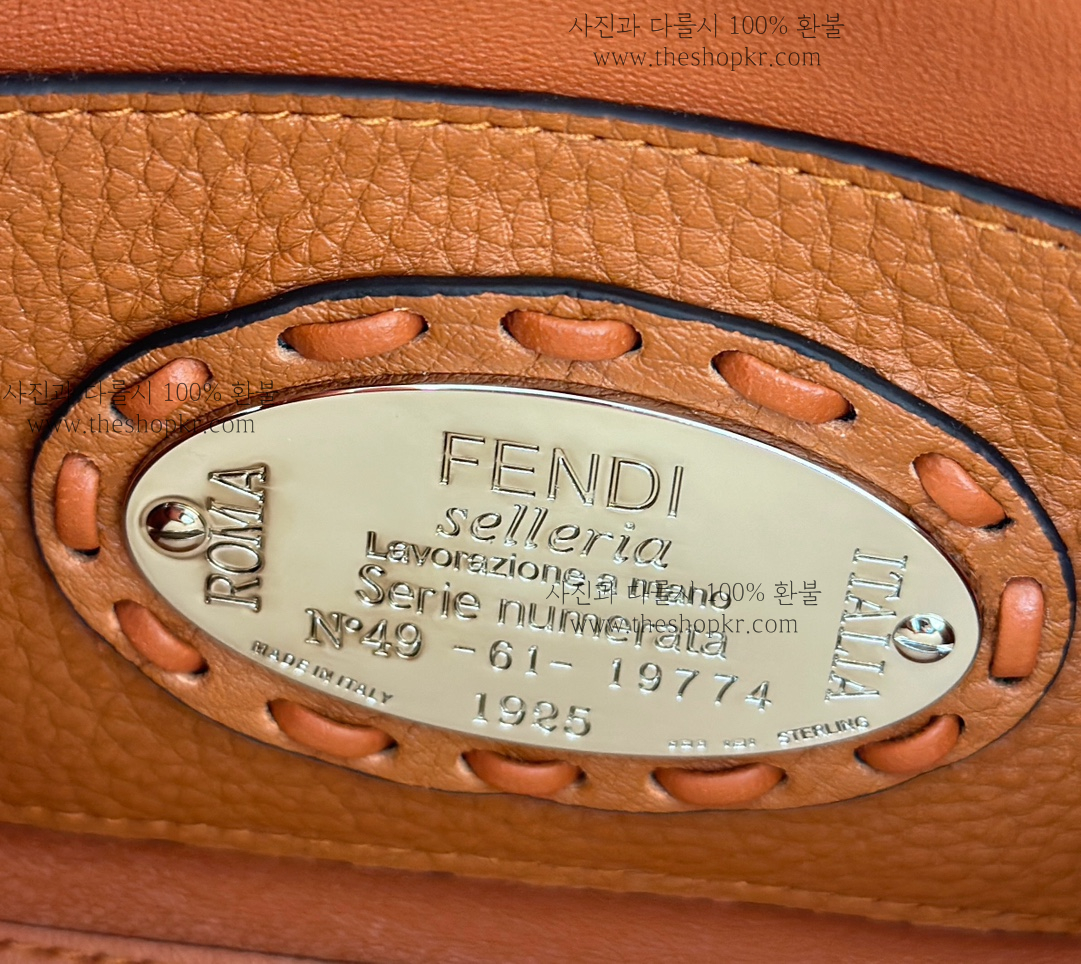 사진과 다를시 100% 환불
www.theshopkr.com
사진과 다를시 100% 환불
www.theshopkr.com
FENDI
selleria
Lavorazione a mano
Serie numerata
N°49 -61- 19774
1925
ROMA
ITALIA
MADE IN ITALY
STERLING
사진과 다를시 100% 환불
www.theshopkr.com